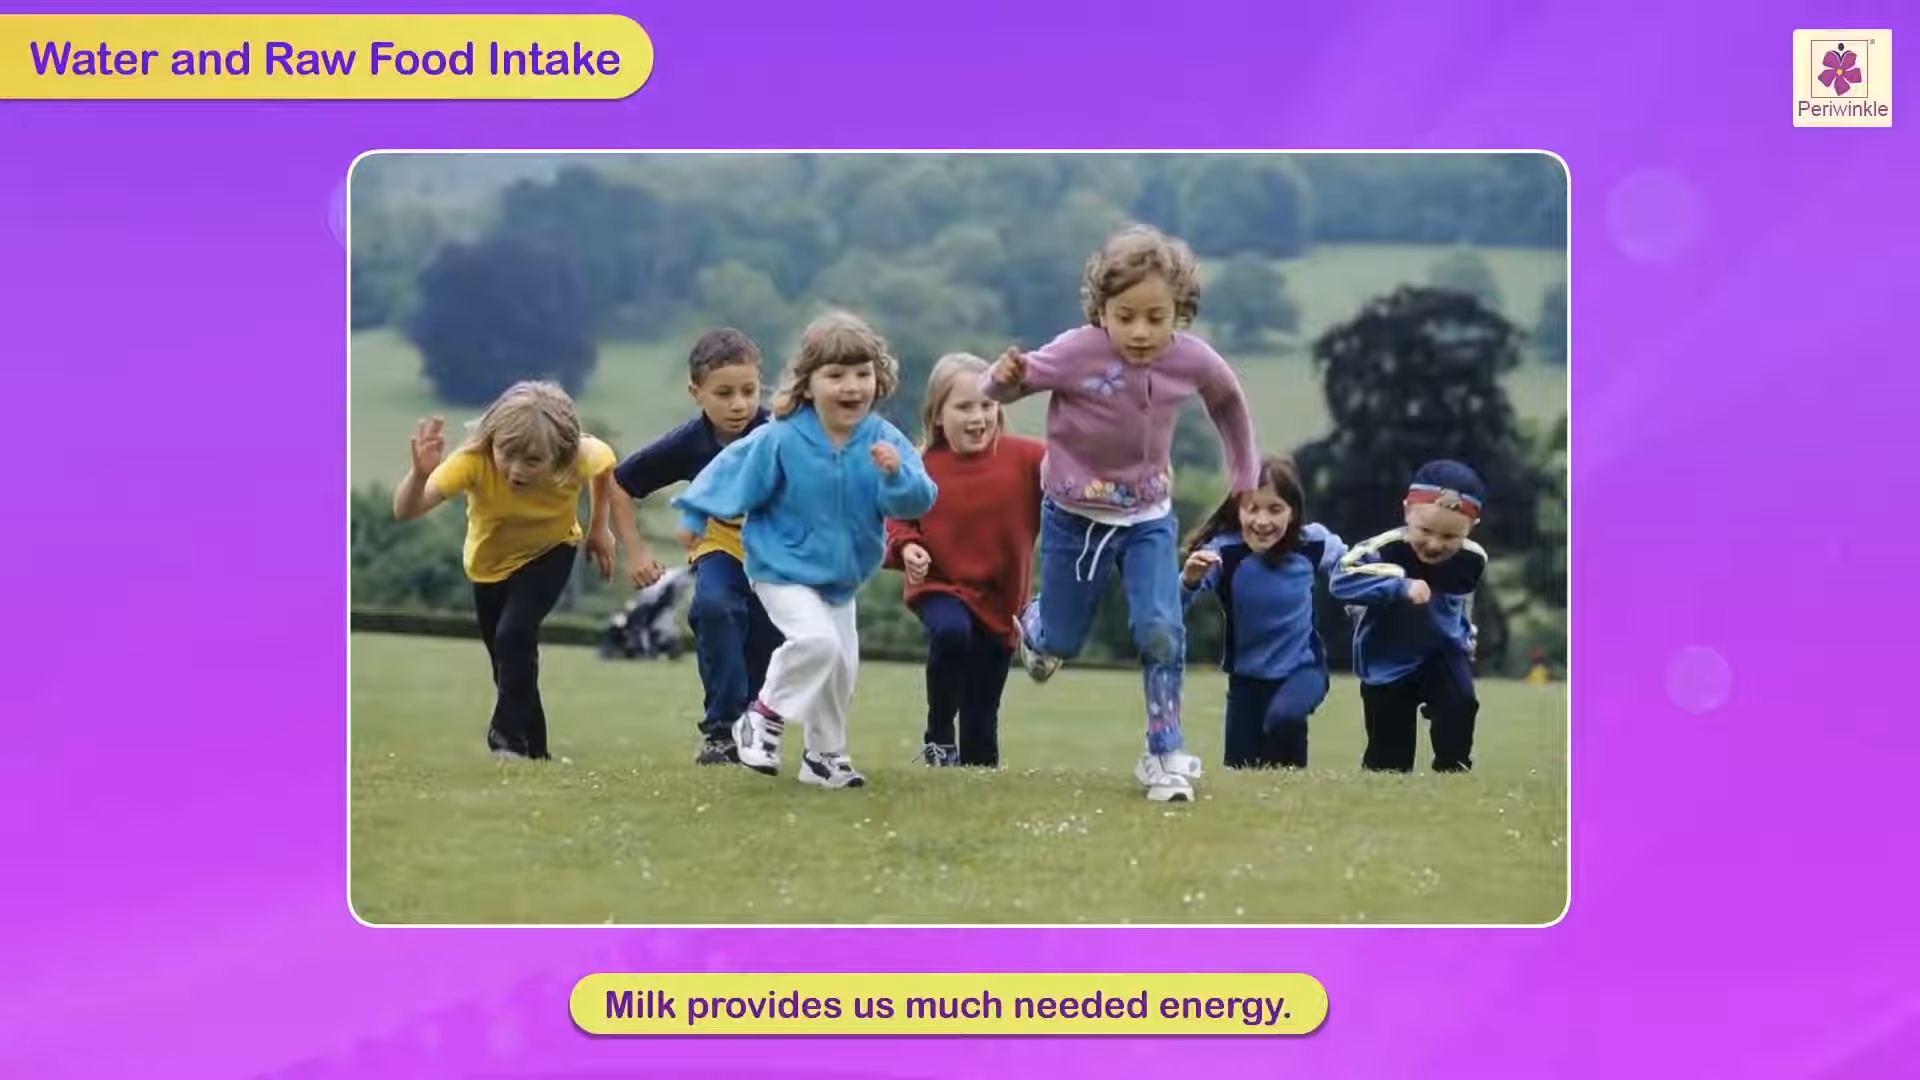 Water and Raw Food Intake
Periwinkle
Milk provides us much needed energy.